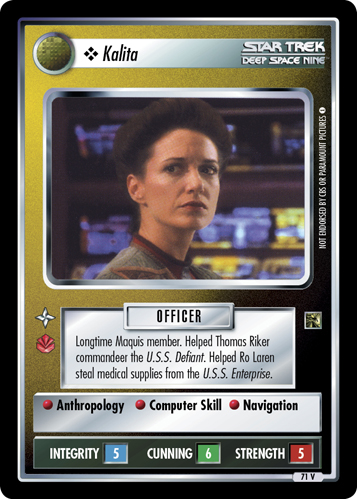 ❖ Kalita
STAR TREK
DEEP SPACE NINE
NOT ENDORSED BY CBS OR PARAMOUNT PICTURES
OFFICER
Longtime Maquis member. Helped Thomas Riker
commandeer the U.S.S. Defiant. Helped Ro Laren
steal medical supplies from the U.S.S. Enterprise.
Anthropology Computer Skill Navigation
INTEGRITY 5 CUNNING 6 STRENGTH 5
71 V